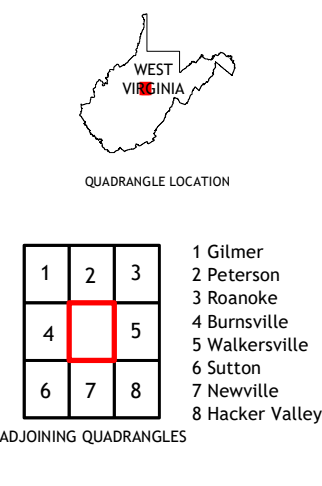 WEST
VIRGINIA
QUADRANGLE LOCATION
1 2 3
4 5
6 7 8
1 Gilmer
2 Peterson
3 Roanoke
4 Burnsville
5 Walkersville
6 Sutton
7 Newville
8 Hacker Valley
ADJOINING QUADRANGLES